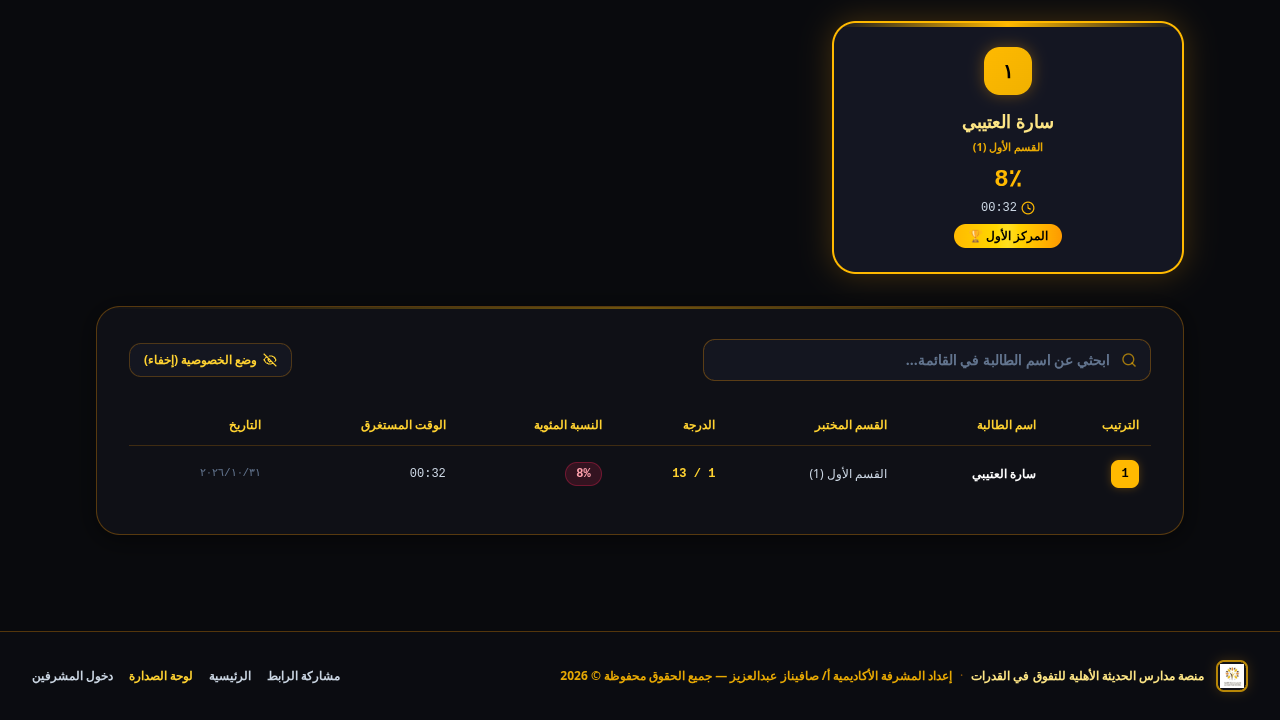 ١
سارة العتيبي
القسم الأول (1)
8٪
00:32
المركز الأول 🏆
ابحثي عن اسم الطالبة في القائمة...
وضع الخصوصية (إخفاء)
الترتيب اسم الطالبة القسم المختبر الدرجة النسبة المئوية الوقت المستغرق التاريخ
1 سارة العتيبي القسم الأول (1) 1 / 13 8% 00:32 ٢٠٢٦/١٠/٣١
منصة مدارس الحديثة الأهلية للتفوق في القدرات · إعداد المشرفة الأكاديمية أ/ صافيناز عبدالعزيز — جميع الحقوق محفوظة © 2026
مشاركة الرابط الرئيسية لوحة الصدارة دخول المشرفين